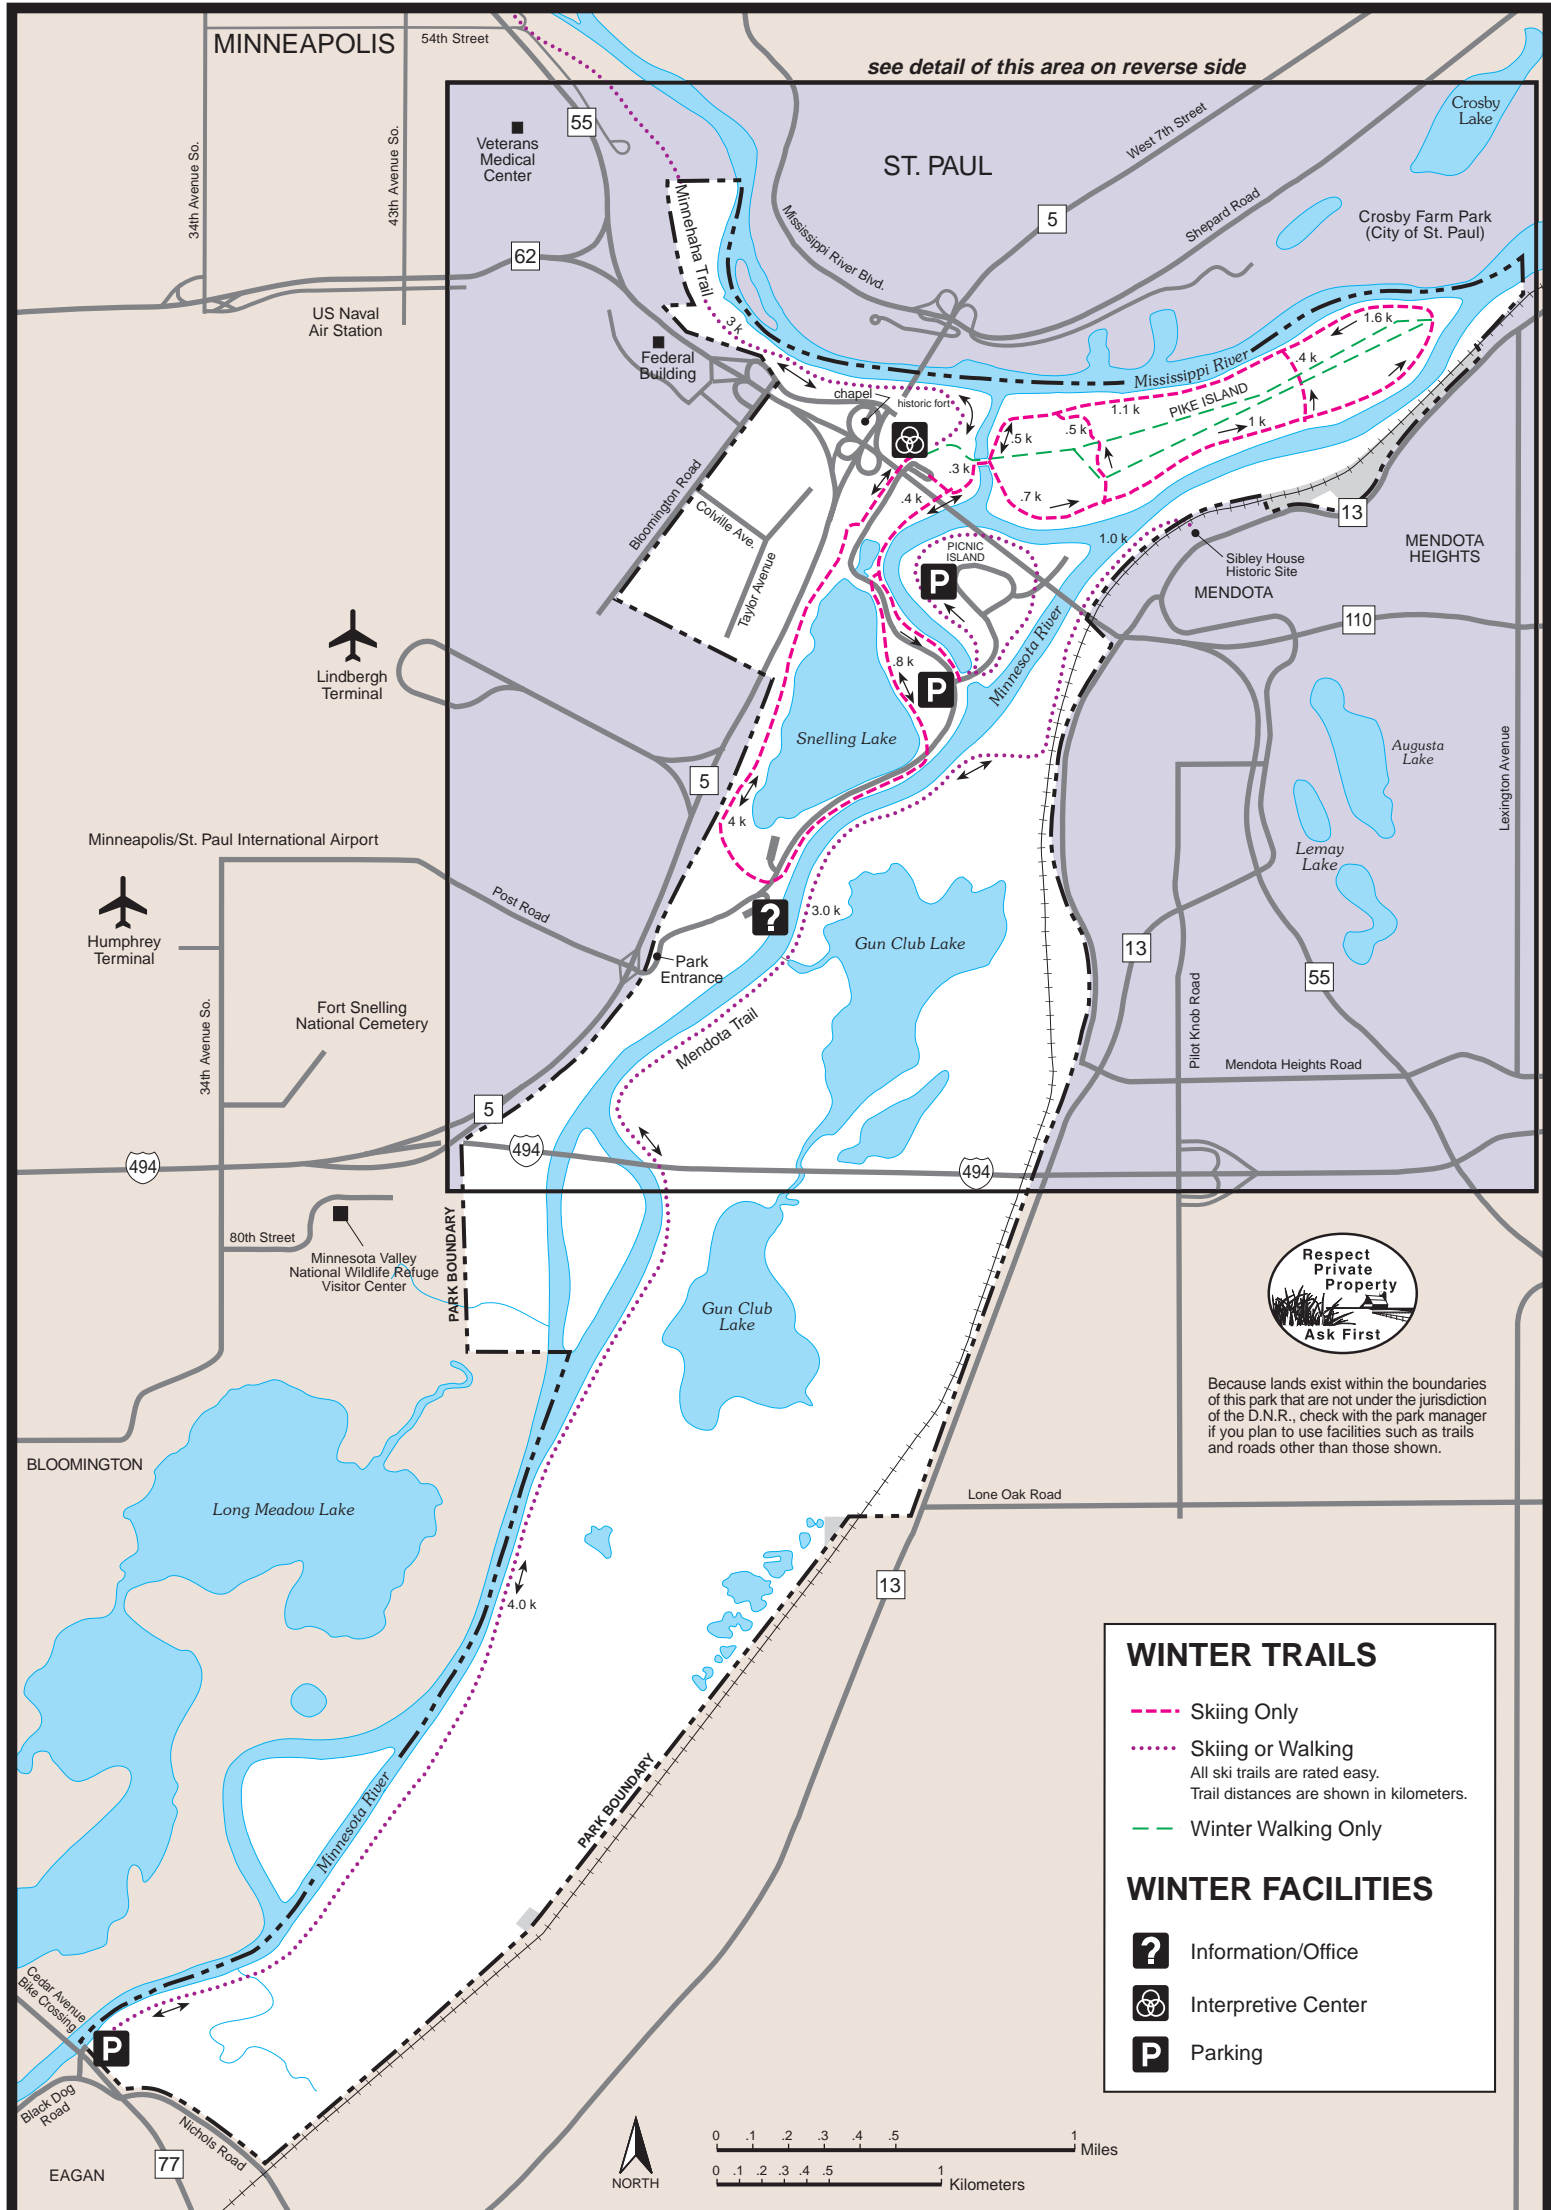 MINNEAPOLIS
54th Street
see detail of this area on reverse side
34th Avenue So.
43th Avenue So.
55
Veterans
Medical
Center
ST. PAUL
West 7th Street
Crosby
Lake
Minnehaha Trail
Mississippi River Blvd.
5
Shepard Road
Crosby Farm Park
(City of St. Paul)
62
US Naval
Air Station
3 k
Federal
Building
chapel
historic fort
Mississippi River
1.6 k
.4 k
PIKE ISLAND
1.1 k
1 k
.5 k
.5 k
.3 k
.7 k
.4 k
Bloomington Road
Colville Ave.
Taylor Avenue
13
1.0 k
Sibley House
Historic Site
MENDOTA
HEIGHTS
MENDOTA
PICNIC
ISLAND
P
110
Lindbergh
Terminal
.8 k
P
Minnesota River
Snelling Lake
Augusta
Lake
Lexington Avenue
5
4 k
Minneapolis/St. Paul International Airport
Lemay
Lake
Post Road
?
3.0 k
Gun Club Lake
Humphrey
Terminal
Park
Entrance
13
55
34th Avenue So.
Fort Snelling
National Cemetery
Mendota Trail
Pilot Knob Road
Mendota Heights Road
5
494
494
494
80th Street
Minnesota Valley
National Wildlife Refuge
Visitor Center
PARK BOUNDARY
Gun Club
Lake
Respect
Private
Property
Ask First
Because lands exist within the boundaries
of this park that are not under the jurisdiction
of the D.N.R., check with the park manager
if you plan to use facilities such as trails
and roads other than those shown.
BLOOMINGTON
Long Meadow Lake
Lone Oak Road
13
4.0 k
PARK BOUNDARY
Minnesota River
WINTER TRAILS
Skiing Only
Skiing or Walking
All ski trails are rated easy.
Trail distances are shown in kilometers.
Winter Walking Only
WINTER FACILITIES
? Information/Office
Interpretive Center
P Parking
Cedar Avenue
Bike Crossing
P
Black Dog
Road
Nichols Road
EAGAN
77
NORTH
0 .1 .2 .3 .4 .5 1 Miles
0 .1 .2 .3 .4 .5 1 Kilometers